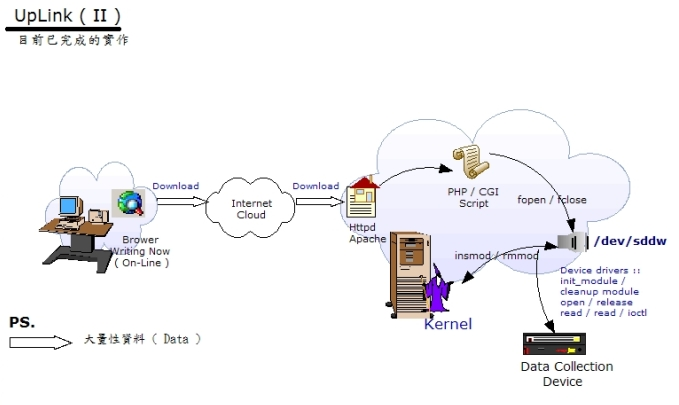 UpLink ( II )
目前已完成的實作
Download
Internet
Cloud
Download
Brower
Writing Now
( On-Line )
Httpd
Apache
PHP / CGI
Script
fopen / fclose
/dev/sddw
insmod / rmmod
Kernel
Device drivers ::
init_module /
cleanup module
open / release
read / read / ioctl
Data Collection
Device
PS.
大量性資料 ( Data )